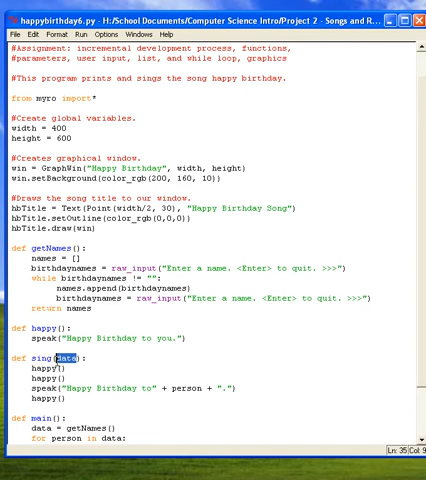 happybirthday6.py - H:/School Documents/Computer Science Intro/Project 2 - Songs and R...
File Edit Format Run Options Windows Help
#Assignment: incremental development process, functions,
#parameters, user input, list, and while loop, graphics
#This program prints and sings the song happy birthday.
from myro import*
#Create global variables.
width = 400
height = 600
#Creates graphical window.
win = GraphWin("Happy Birthday", width, height)
win.setBackground(color_rgb(200, 160, 10))
#Draws the song title to our window.
hbTitle = Text(Point(width/2, 30), "Happy Birthday Song")
hbTitle.setOutline(color_rgb(0,0,0))
hbTitle.draw(win)
def getNames():
names = []
birthdaynames = raw_input("Enter a name. <Enter> to quit. >>>")
while birthdaynames != "":
names.append(birthdaynames)
birthdaynames = raw_input("Enter a name. <Enter> to quit. >>>")
return names
def happy():
speak("Happy Birthday to you.")
def sing(data):
happy()
happy()
speak("Happy Birthday to" + person + ".")
happy()
def main():
data = getNames()
for person in data:
Ln: 35 Col: 9